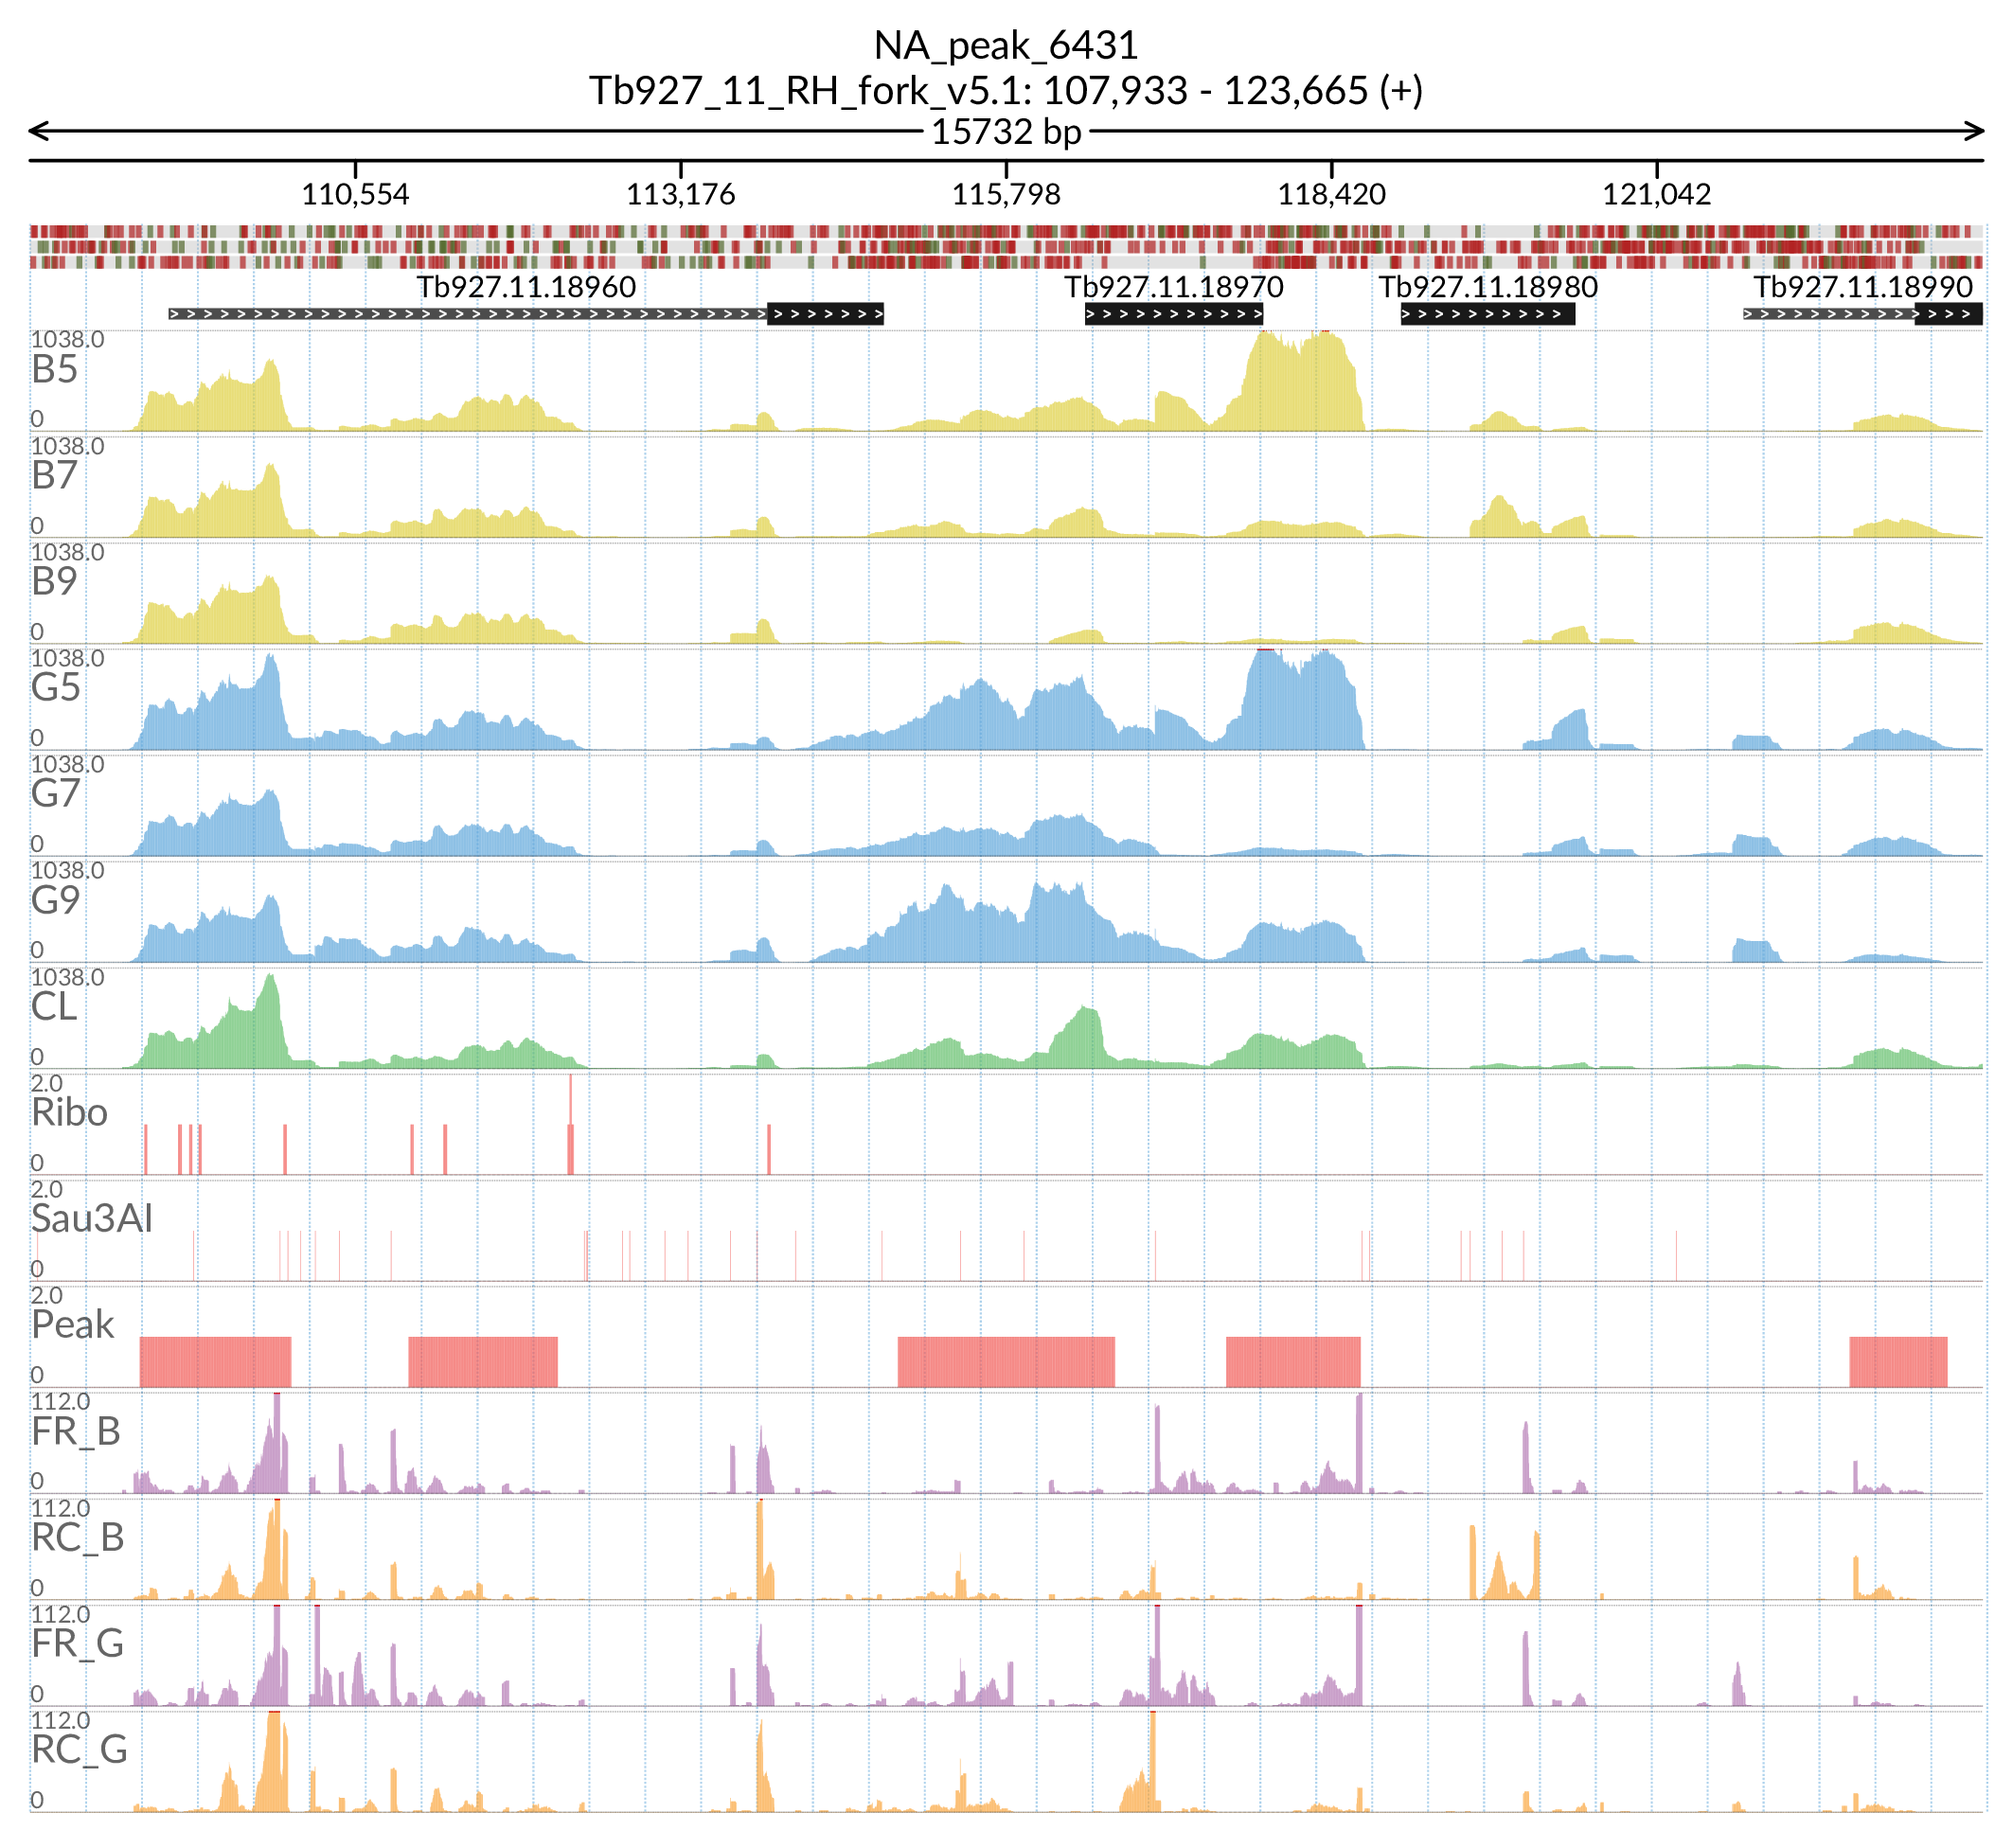 NA_peak_6431
Tb927_11_RH_fork_v5.1: 107,933 - 123,665 (+)
15732 bp
110,554 113,176 115,798 118,420 121,042
Tb927.11.18960 Tb927.11.18970 Tb927.11.18980 Tb927.11.18990
1038.0
B5
0
1038.0
B7
0
1038.0
B9
0
1038.0
G5
0
1038.0
G7
0
1038.0
G9
0
1038.0
CL
0
2.0
Ribo
0
2.0
Sau3AI
0
2.0
Peak
0
112.0
FR_B
0
112.0
RC_B
0
112.0
FR_G
0
112.0
RC_G
0